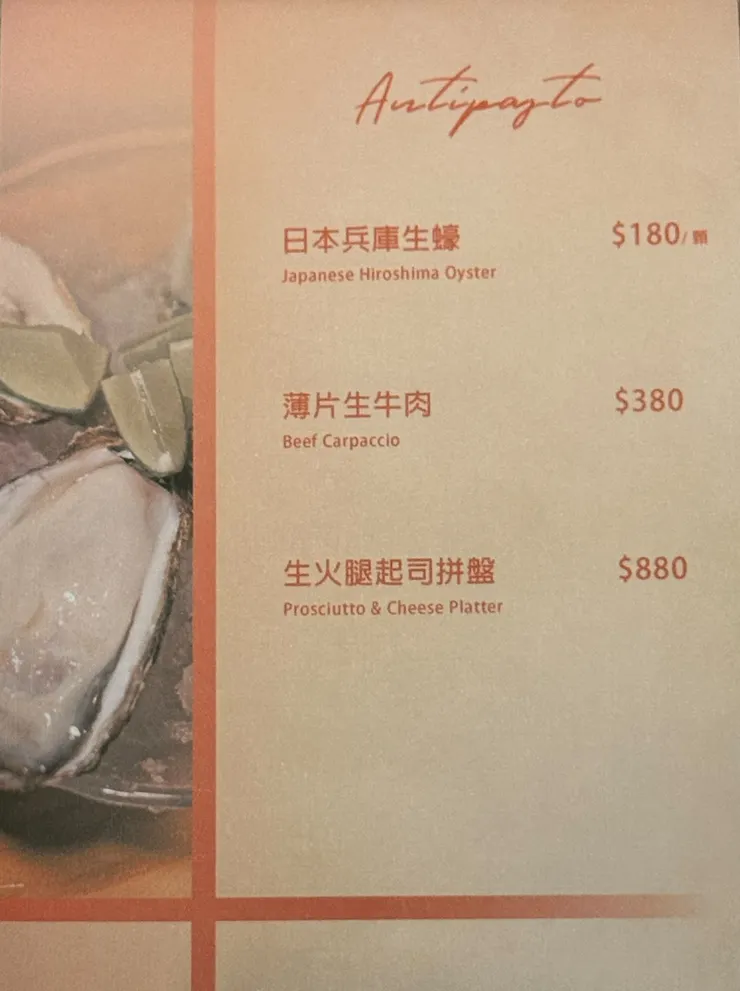 Antipasto
日本兵庫生蠔 $180/顆
Japanese Hiroshima Oyster
薄片生牛肉 $380
Beef Carpaccio
生火腿起司拼盤 $880
Prosciutto & Cheese Platter